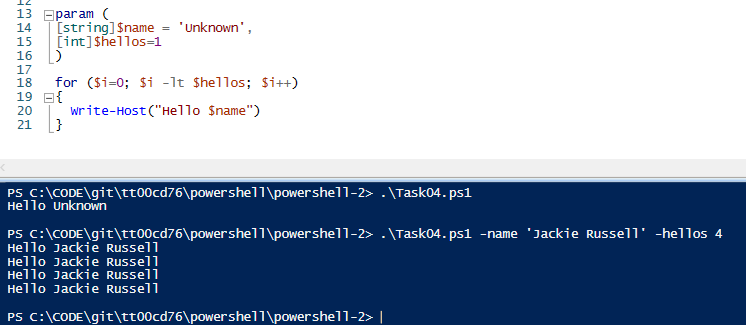 12
13 param (
14 [string]$name = 'Unknown',
15 [int]$hellos=1
16 )
17
18 for ($i=0; $i -lt $hellos; $i++)
19 {
20 Write-Host("Hello $name")
21 }
PS C:\CODE\git\tt00cd76\powershell\powershell-2> .\Task04.ps1
Hello Unknown
PS C:\CODE\git\tt00cd76\powershell\powershell-2> .\Task04.ps1 -name 'Jackie Russell' -hellos 4
Hello Jackie Russell
Hello Jackie Russell
Hello Jackie Russell
Hello Jackie Russell
PS C:\CODE\git\tt00cd76\powershell\powershell-2>